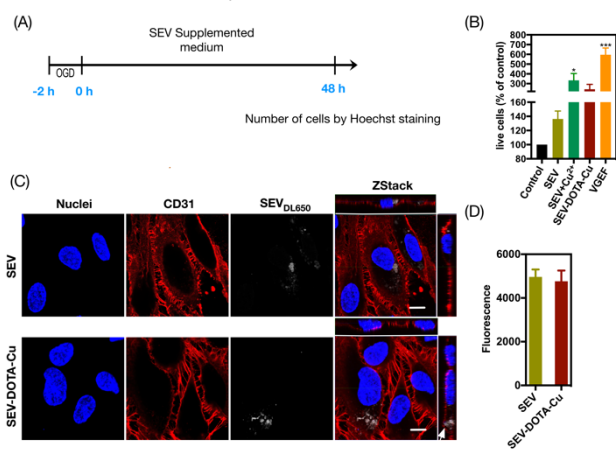 (A)
SEV Supplemented
medium
OGD
-2 h
0 h
48 h
Number of cells by Hoechst staining
(B)
live cells (% of control)
800
700
600
500
400
300
200
140
120
100
80
Control
SEV
SEV+Cu²⁺
SEV-DOTA-Cu
VGEF
*
***
(C)
Nuclei
CD31
SEVDL650
ZStack
SEV
SEV-DOTA-Cu
(D)
Fluorescence
6000
4000
2000
0
SEV
SEV-DOTA-Cu